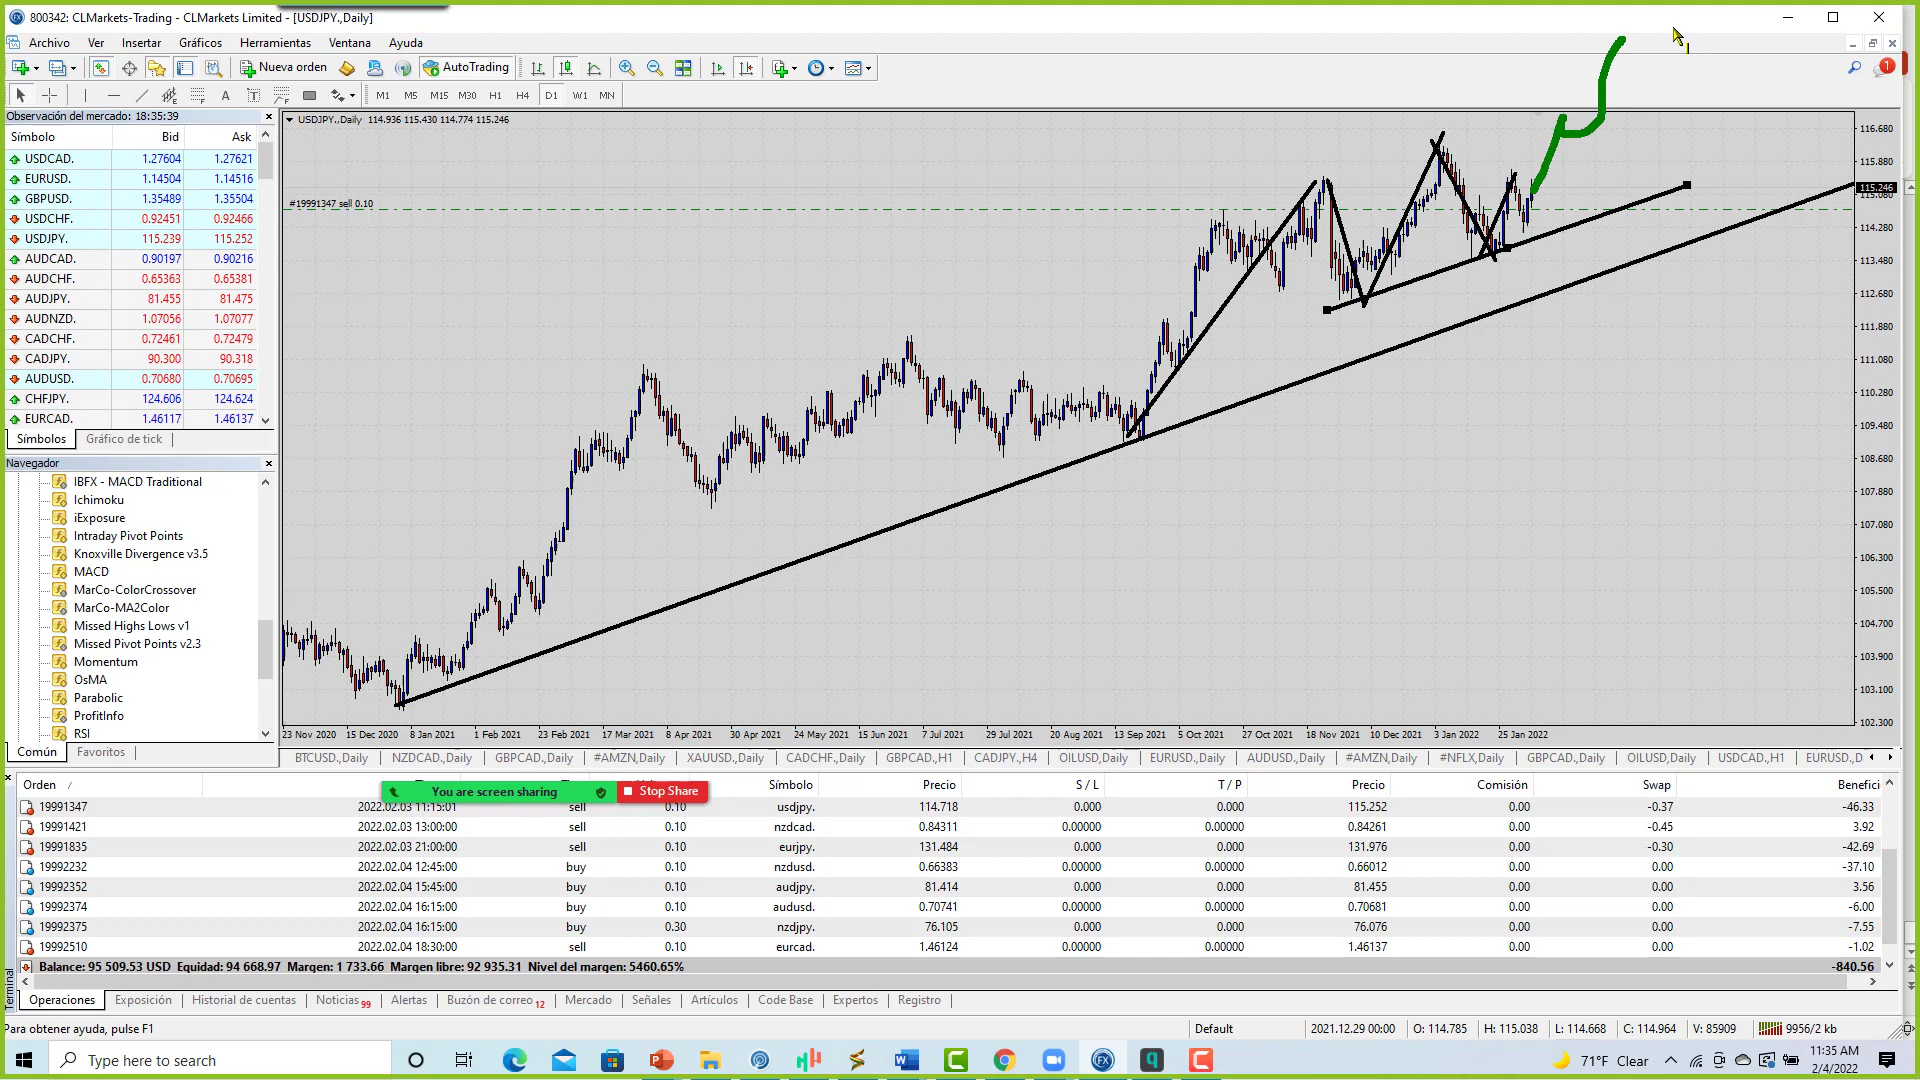 800342: CLMarkets-Trading - CLMarkets Limited - [USDJPY.,Daily]
Archivo Ver Insertar Gráficos Herramientas Ventana Ayuda
Nueva orden AutoTrading 1
A T M1 M5 M15 M30 H1 H4 D1 W1 MN
Observación del mercado: 18:35:39
Símbolo Bid Ask
USDCAD. 1.27604 1.27621
EURUSD. 1.14504 1.14516
GBPUSD. 1.35489 1.35504
USDCHF. 0.92451 0.92466
USDJPY. 115.239 115.252
AUDCAD. 0.90197 0.90216
AUDCHF. 0.65363 0.65381
AUDJPY. 81.455 81.475
AUDNZD. 1.07056 1.07077
CADCHF. 0.72461 0.72479
CADJPY. 90.300 90.318
AUDUSD. 0.70680 0.70695
CHFJPY. 124.606 124.624
EURCAD. 1.46117 1.46137
Símbolos Gráfico de tick
Navegador
IBFX - MACD Traditional
Ichimoku
iExposure
Intraday Pivot Points
Knoxville Divergence v3.5
MACD
MarCo-ColorCrossover
MarCo-MA2Color
Missed Highs Lows v1
Missed Pivot Points v2.3
Momentum
OsMA
Parabolic
ProfitInfo
RSI
Común Favoritos
USDJPY.,Daily 114.936 115.430 114.774 115.246
#19991347 sell 0.10
116.680
115.880
115.246
115.080
114.280
113.480
112.680
111.880
111.080
110.280
109.480
108.680
107.880
107.080
106.300
105.500
104.700
103.900
103.100
102.300
23 Nov 2020 15 Dec 2020 8 Jan 2021 1 Feb 2021 23 Feb 2021 17 Mar 2021 8 Apr 2021 30 Apr 2021 24 May 2021 15 Jun 2021 7 Jul 2021 29 Jul 2021 20 Aug 2021 13 Sep 2021 5 Oct 2021 27 Oct 2021 18 Nov 2021 10 Dec 2021 3 Jan 2022 25 Jan 2022
BTCUSD.,Daily NZDCAD.,Daily GBPCAD.,Daily #AMZN,Daily XAUUSD.,Daily CADCHF.,Daily GBPCAD.,H1 CADJPY.,H4 OILUSD.,Daily EURUSD.,Daily AUDUSD.,Daily #AMZN,Daily #NFLX,Daily GBPCAD.,Daily OILUSD.,Daily USDCAD.,H1 EURUSD.,D
Orden Símbolo Precio S / L T / P Precio Comisión Swap Benefici
You are screen sharing Stop Share
19991347 2022.02.03 11:15:01 sell 0.10 usdjpy. 114.718 0.000 0.000 115.252 0.00 -0.37 -46.33
19991421 2022.02.03 13:00:00 sell 0.10 nzdcad. 0.84311 0.00000 0.00000 0.84261 0.00 -0.45 3.92
19991835 2022.02.03 21:00:00 sell 0.10 eurjpy. 131.484 0.000 0.000 131.976 0.00 -0.30 -42.69
19992232 2022.02.04 12:45:00 buy 0.10 nzdusd. 0.66383 0.00000 0.00000 0.66012 0.00 0.00 -37.10
19992352 2022.02.04 15:45:00 buy 0.10 audjpy. 81.414 0.000 0.000 81.455 0.00 0.00 3.56
19992374 2022.02.04 16:15:00 buy 0.10 audusd. 0.70741 0.00000 0.00000 0.70681 0.00 0.00 -6.00
19992375 2022.02.04 16:15:00 buy 0.30 nzdjpy. 76.105 0.000 0.000 76.076 0.00 0.00 -7.55
19992510 2022.02.04 18:30:00 sell 0.10 eurcad. 1.46124 0.00000 0.00000 1.46137 0.00 0.00 -1.02
Balance: 95 509.53 USD Equidad: 94 668.97 Margen: 1 733.66 Margen libre: 92 935.31 Nivel del margen: 5460.65% -840.56
Terminal
Operaciones Exposición Historial de cuentas Noticias 99 Alertas Buzón de correo 12 Mercado Señales Artículos Code Base Expertos Registro
Para obtener ayuda, pulse F1 Default 2021.12.29 00:00 O: 114.785 H: 115.038 L: 114.668 C: 114.964 V: 85909 9956/2 kb
Type here to search 71°F Clear 11:35 AM
2/4/2022